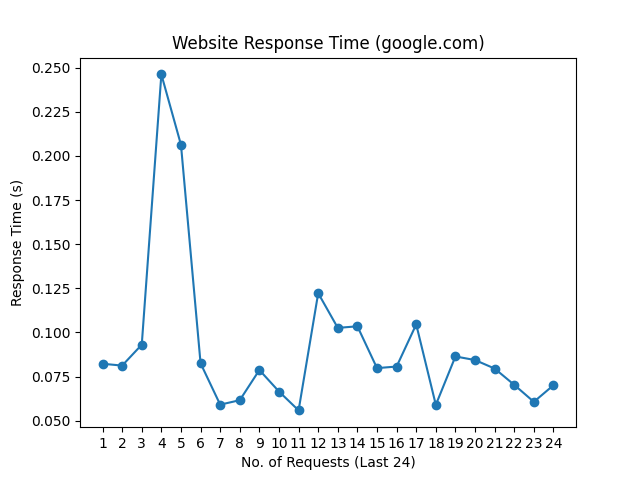 Website Response Time (google.com)
0.250
0.225
0.200
0.175
0.150
0.125
0.100
0.075
0.050
Response Time (s)
1 2 3 4 5 6 7 8 9 10 11 12 13 14 15 16 17 18 19 20 21 22 23 24
No. of Requests (Last 24)